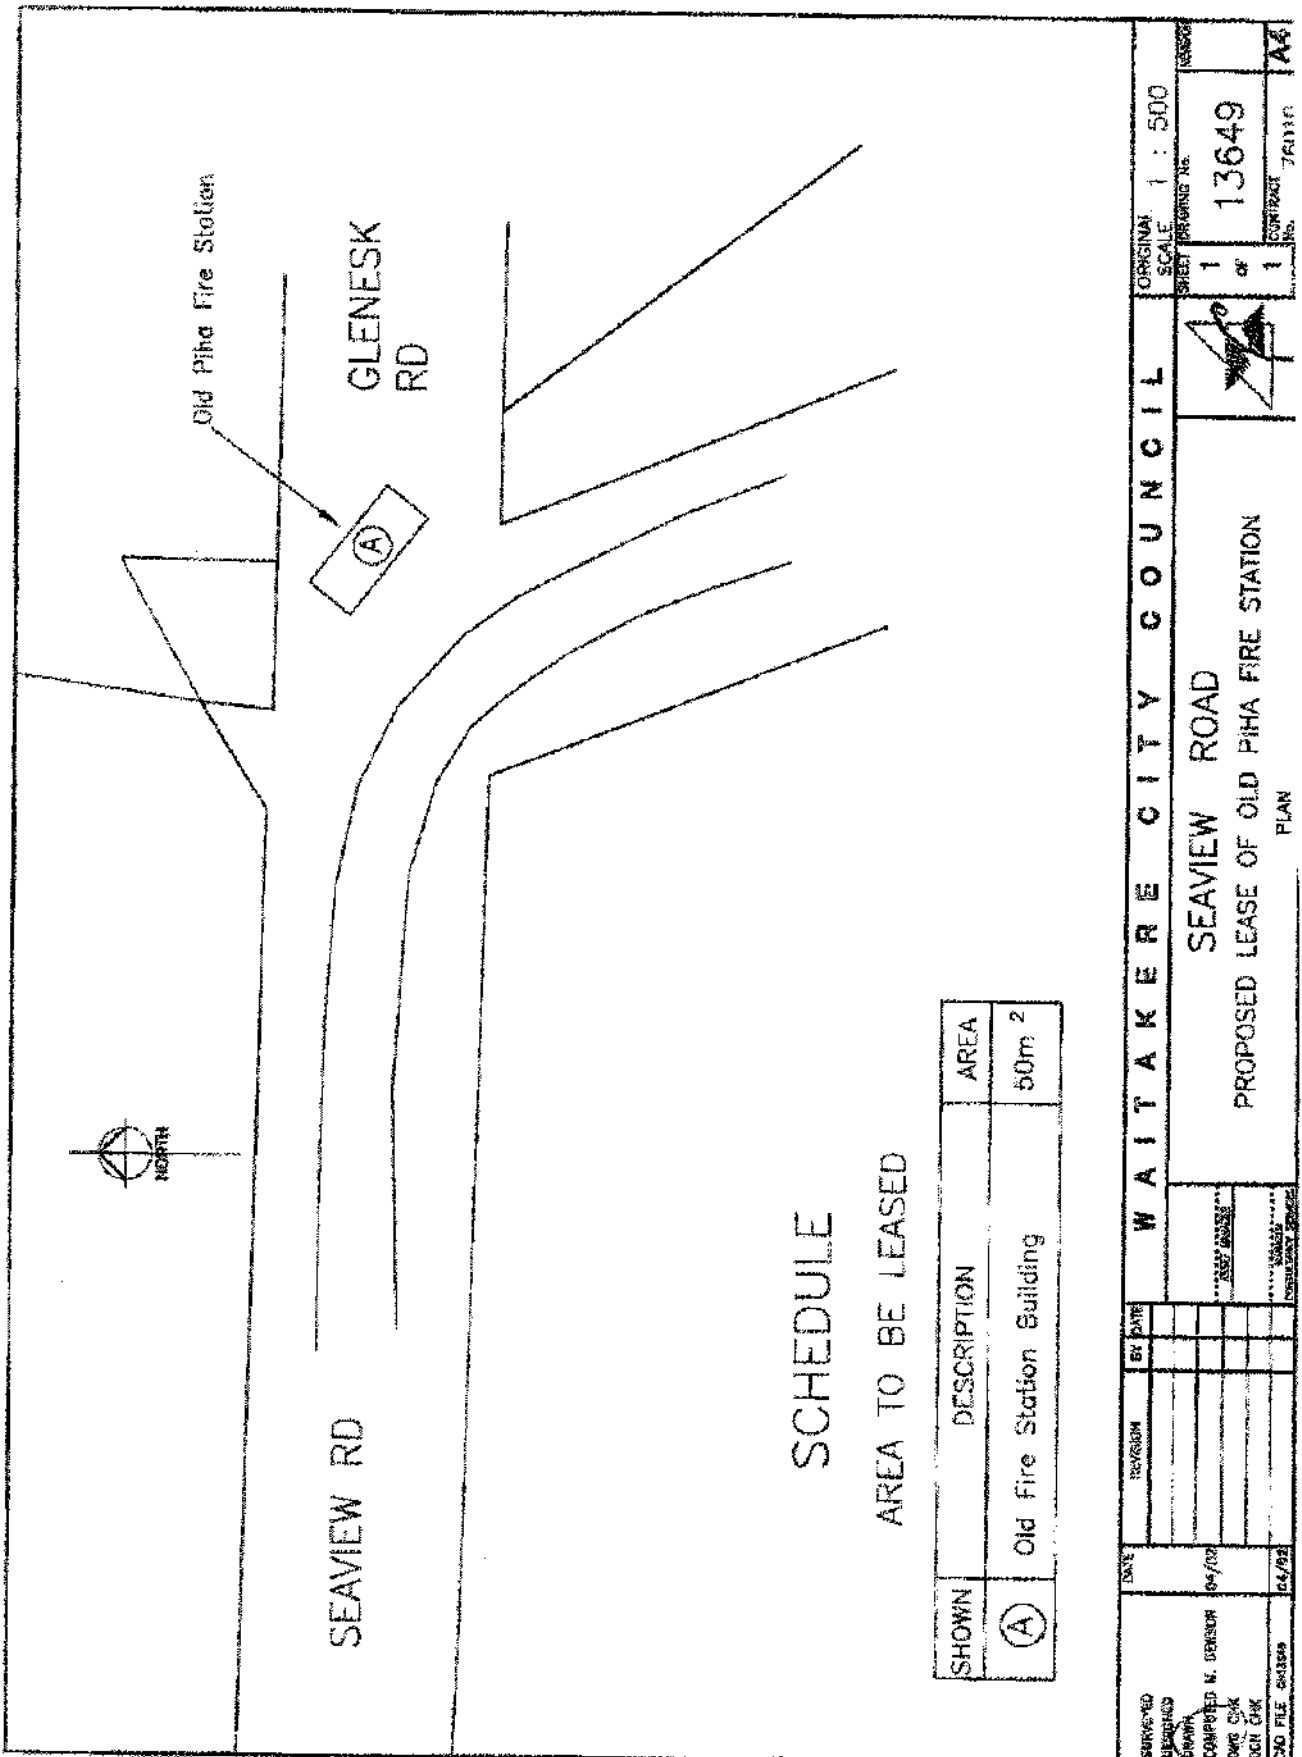 Old Piha Fire Station
GLENESK
RD
A
NORTH
SEAVIEW RD
SCHEDULE
AREA TO BE LEASED
SHOWN DESCRIPTION AREA
A Old Fire Station Building 50m 2
SURVEYED
DESIGNED
DRAWN
COMPUTED
DWG CHK
DGN CHK
CAD FILE
DATE
04/02
04/02
REVISION BY DATE
WAITAKERE CITY COUNCIL
SEAVIEW ROAD
PROPOSED LEASE OF OLD PIHA FIRE STATION
PLAN
ORIGINAL
SCALE 1 : 500
SHEET
1
OF
1
DRAWING No.
13649
CONTRACT
No.
A4